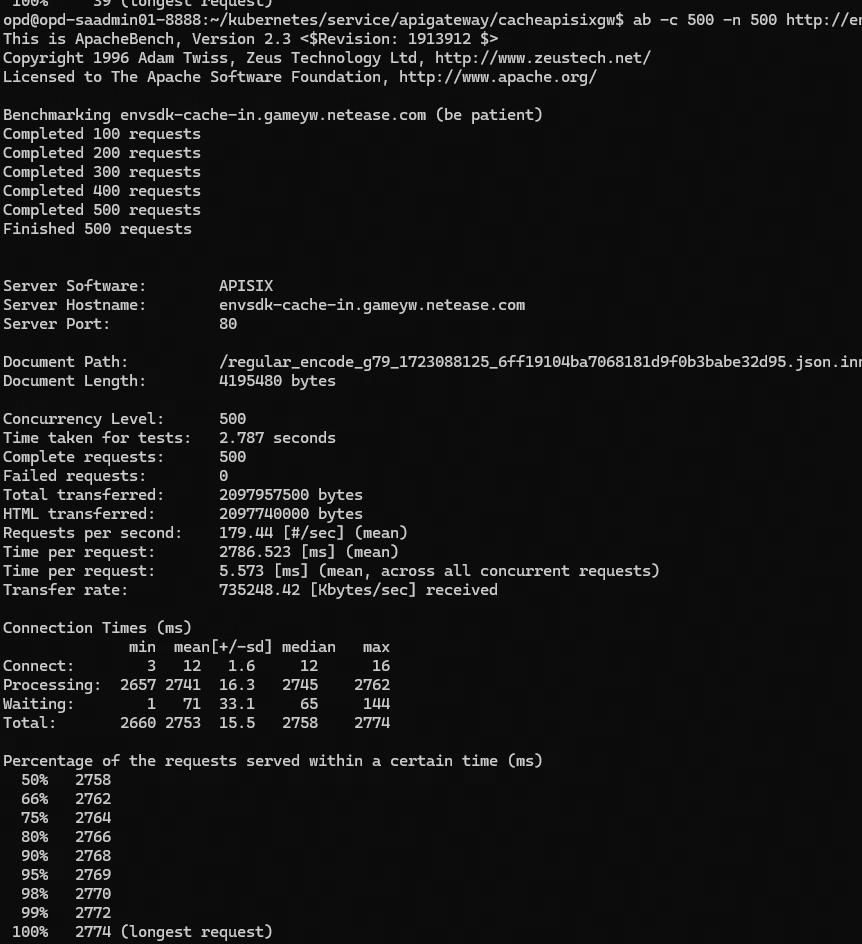 100%     39 (longest request)
opd@opd-saadmin01-8888:~/kubernetes/service/apigateway/cacheapisixgw$ ab -c 500 -n 500 http://en
This is ApacheBench, Version 2.3 <$Revision: 1913912 $>
Copyright 1996 Adam Twiss, Zeus Technology Ltd, http://www.zeustech.net/
Licensed to The Apache Software Foundation, http://www.apache.org/

Benchmarking envsdk-cache-in.gameyw.netease.com (be patient)
Completed 100 requests
Completed 200 requests
Completed 300 requests
Completed 400 requests
Completed 500 requests
Finished 500 requests


Server Software:        APISIX
Server Hostname:        envsdk-cache-in.gameyw.netease.com
Server Port:            80

Document Path:          /regular_encode_g79_1723088125_6ff19104ba7068181d9f0b3babe32d95.json.inn
Document Length:        4195480 bytes

Concurrency Level:      500
Time taken for tests:   2.787 seconds
Complete requests:      500
Failed requests:        0
Total transferred:      2097957500 bytes
HTML transferred:       2097740000 bytes
Requests per second:    179.44 [#/sec] (mean)
Time per request:       2786.523 [ms] (mean)
Time per request:       5.573 [ms] (mean, across all concurrent requests)
Transfer rate:          735248.42 [Kbytes/sec] received

Connection Times (ms)
              min  mean[+/-sd] median   max
Connect:        3   12   1.6     12      16
Processing:  2657 2741  16.3   2745    2762
Waiting:        1   71  33.1     65     144
Total:       2660 2753  15.5   2758    2774

Percentage of the requests served within a certain time (ms)
  50%   2758
  66%   2762
  75%   2764
  80%   2766
  90%   2768
  95%   2769
  98%   2770
  99%   2772
 100%   2774 (longest request)